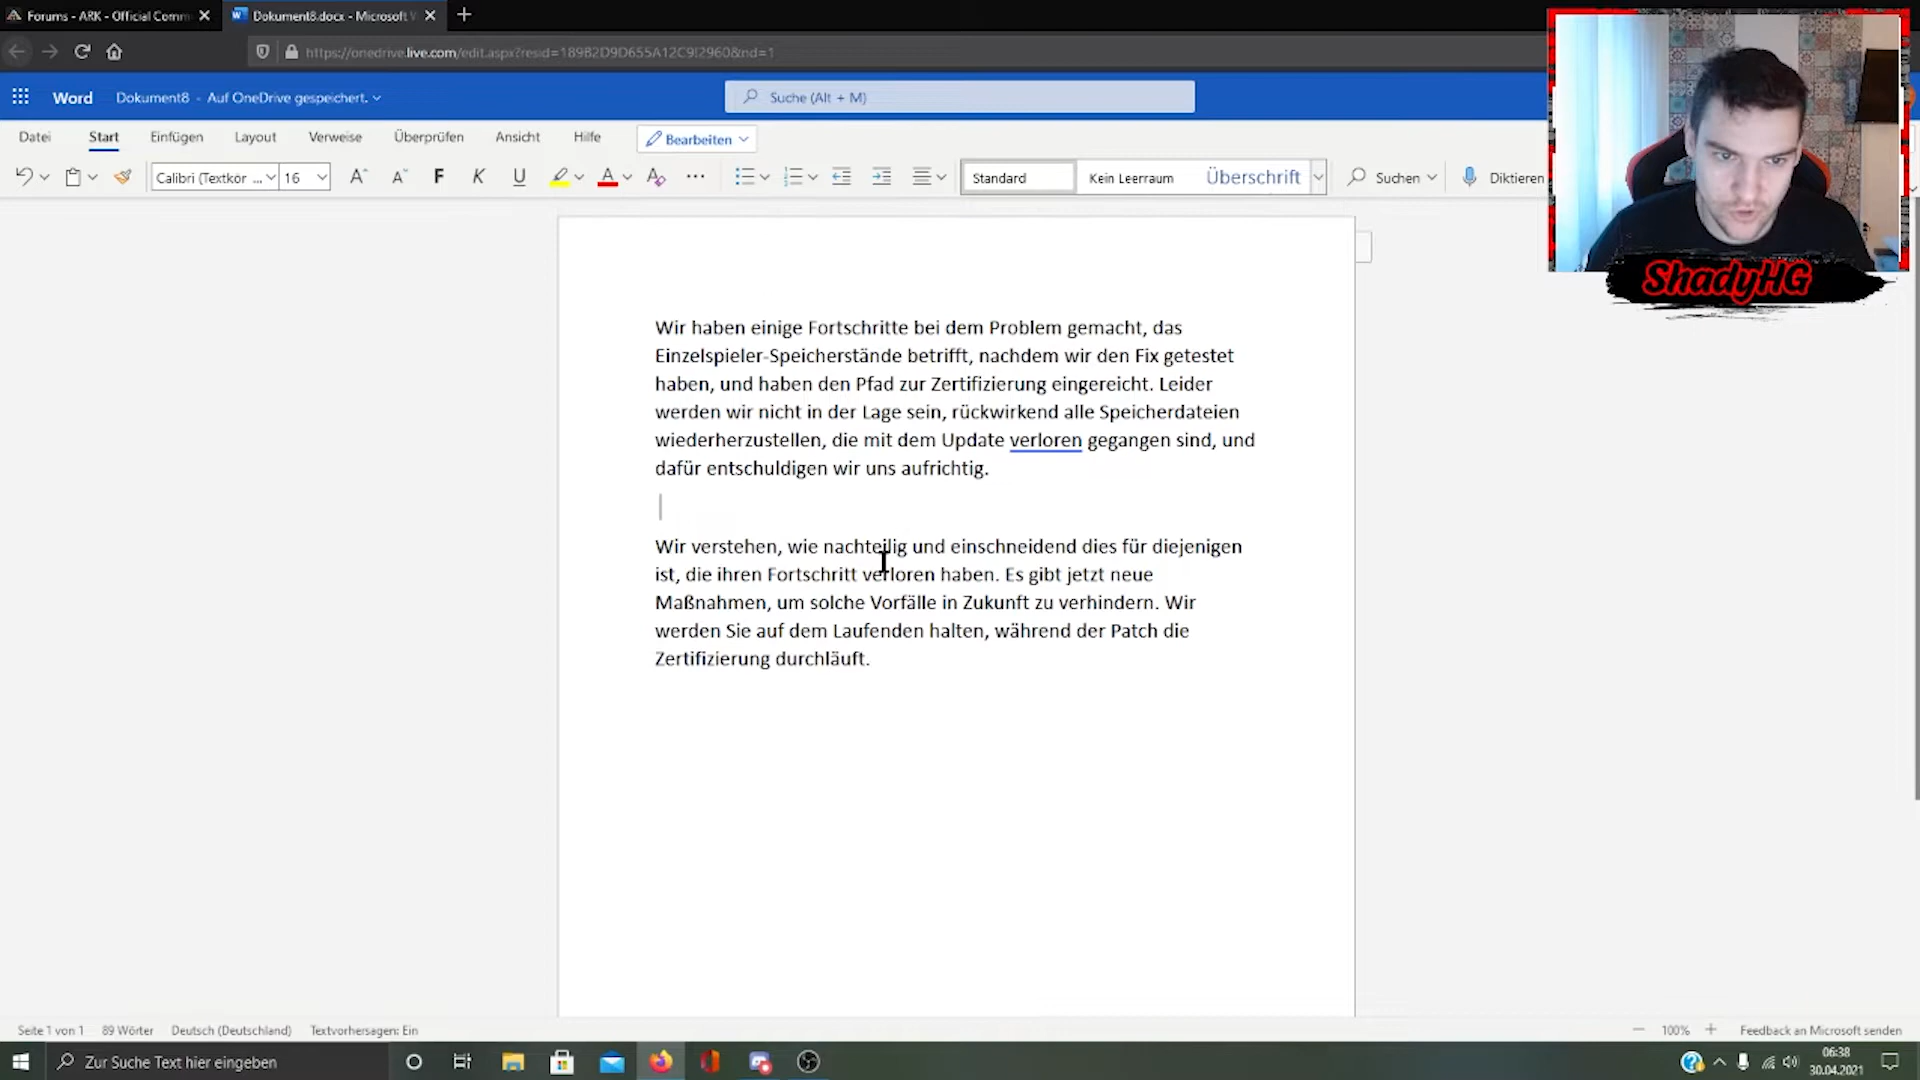 Forums - ARK - Official Comm
Dokument8.docx - Microsoft W
https://onedrive.live.com/edit.aspx?resid=189B2D9D655A12C9!2960&nd=1
Word
Dokument8 - Auf OneDrive gespeichert.
Suche (Alt + M)
Datei
Start
Einfügen
Layout
Verweise
Überprüfen
Ansicht
Hilfe
Bearbeiten
Calibri (Textkör ...
16
A
A
F
K
U
A
A
Standard
Kein Leerraum
Überschrift
Suchen
Diktieren
ShadyHG
Wir haben einige Fortschritte bei dem Problem gemacht, das
Einzelspieler-Speicherstände betrifft, nachdem wir den Fix getestet
haben, und haben den Pfad zur Zertifizierung eingereicht. Leider
werden wir nicht in der Lage sein, rückwirkend alle Speicherdateien
wiederherzustellen, die mit dem Update verloren gegangen sind, und
dafür entschuldigen wir uns aufrichtig.
Wir verstehen, wie nachteilig und einschneidend dies für diejenigen
ist, die ihren Fortschritt verloren haben. Es gibt jetzt neue
Maßnahmen, um solche Vorfälle in Zukunft zu verhindern. Wir
werden Sie auf dem Laufenden halten, während der Patch die
Zertifizierung durchläuft.
Seite 1 von 1
89 Wörter
Deutsch (Deutschland)
Textvorhersagen: Ein
100%
Feedback an Microsoft senden
Zur Suche Text hier eingeben
06:38
30.04.2021